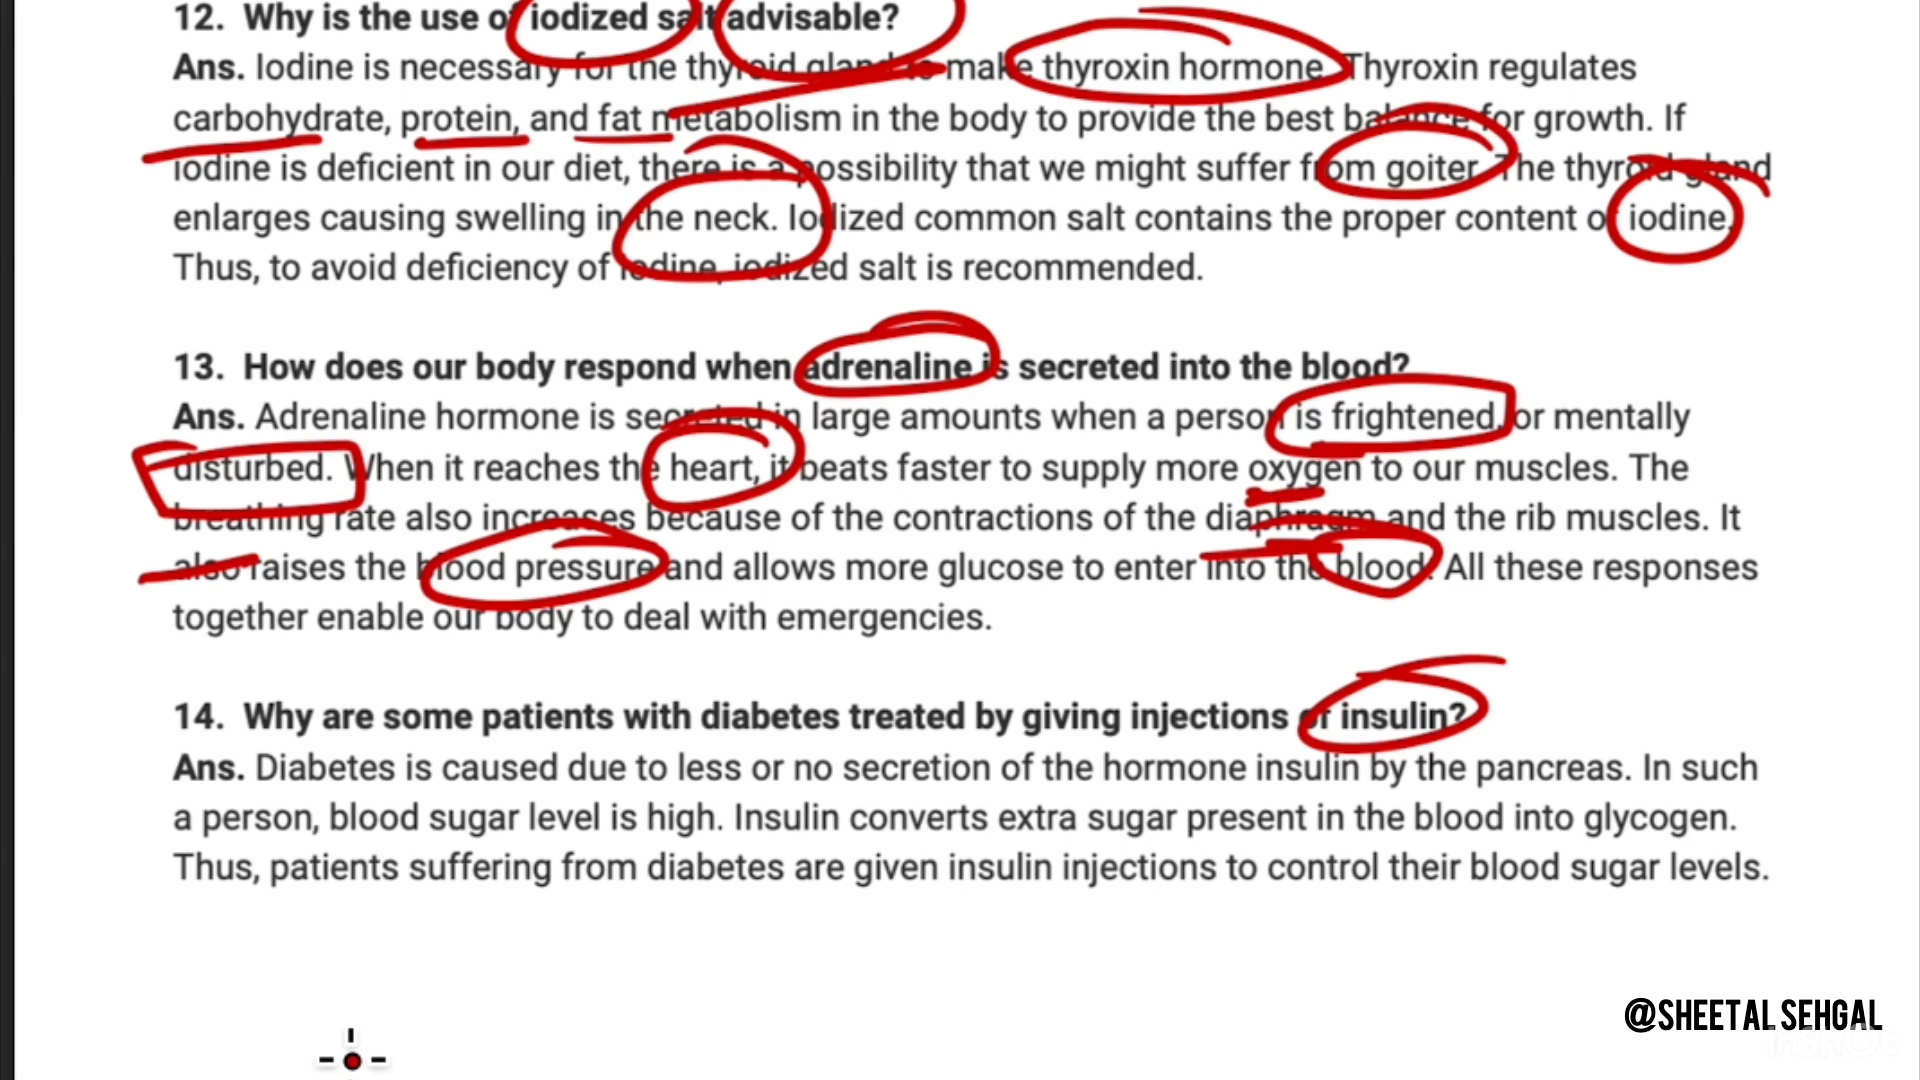 12. Why is the use of iodized salt advisable?
Ans. Iodine is necessary for the thyroid gland to make thyroxin hormone. Thyroxin regulates
carbohydrate, protein, and fat metabolism in the body to provide the best balance for growth. If
iodine is deficient in our diet, there is a possibility that we might suffer from goiter. The thyroid gland
enlarges causing swelling in the neck. Iodized common salt contains the proper content of iodine.
Thus, to avoid deficiency of iodine, iodized salt is recommended.
13. How does our body respond when adrenaline is secreted into the blood?
Ans. Adrenaline hormone is secreted in large amounts when a person is frightened, or mentally
disturbed. When it reaches the heart, it beats faster to supply more oxygen to our muscles. The
breathing rate also increases because of the contractions of the diaphragm and the rib muscles. It
also raises the blood pressure and allows more glucose to enter into the blood. All these responses
together enable our body to deal with emergencies.
14. Why are some patients with diabetes treated by giving injections of insulin?
Ans. Diabetes is caused due to less or no secretion of the hormone insulin by the pancreas. In such
a person, blood sugar level is high. Insulin converts extra sugar present in the blood into glycogen.
Thus, patients suffering from diabetes are given insulin injections to control their blood sugar levels.
@SHEETAL SEHGAL